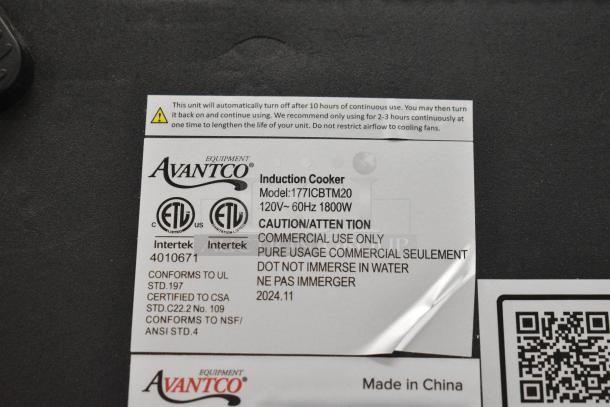 This unit will automatically turn off after 10 hours of continuous use. You may then turn
it back on and continue using. We recommend only using for 2-3 hours continuously at
one time to lengthen the life of your unit. Do not restrict airflow to cooling fans.
EQUIPMENT
AVANTCO®
Induction Cooker
Model:177ICBTM20
120V~ 60Hz 1800W
C ETL US ETL
Intertek Intertek
4010671
CONFORMS TO UL
STD.197
CERTIFIED TO CSA
STD.C22.2 No. 109
CONFORMS TO NSF/
ANSI STD.4
CAUTION/ATTEN TION
COMMERCIAL USE ONLY
PURE USAGE COMMERCIAL SEULEMENT
DOT NOT IMMERSE IN WATER
NE PAS IMMERGER
2024.11
EQUIPMENT
AVANTCO®
Made in China